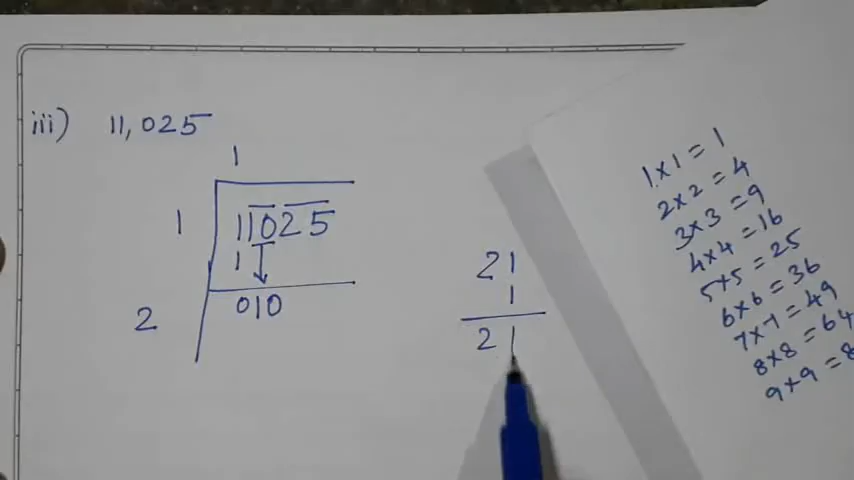 iii) 11,025
1
1 11025
1
2 010
21
1
21
1x1=1
2x2=4
3x3=9
4x4=16
5x5=25
6x6=36
7x7=49
8x8=64
9x9=8